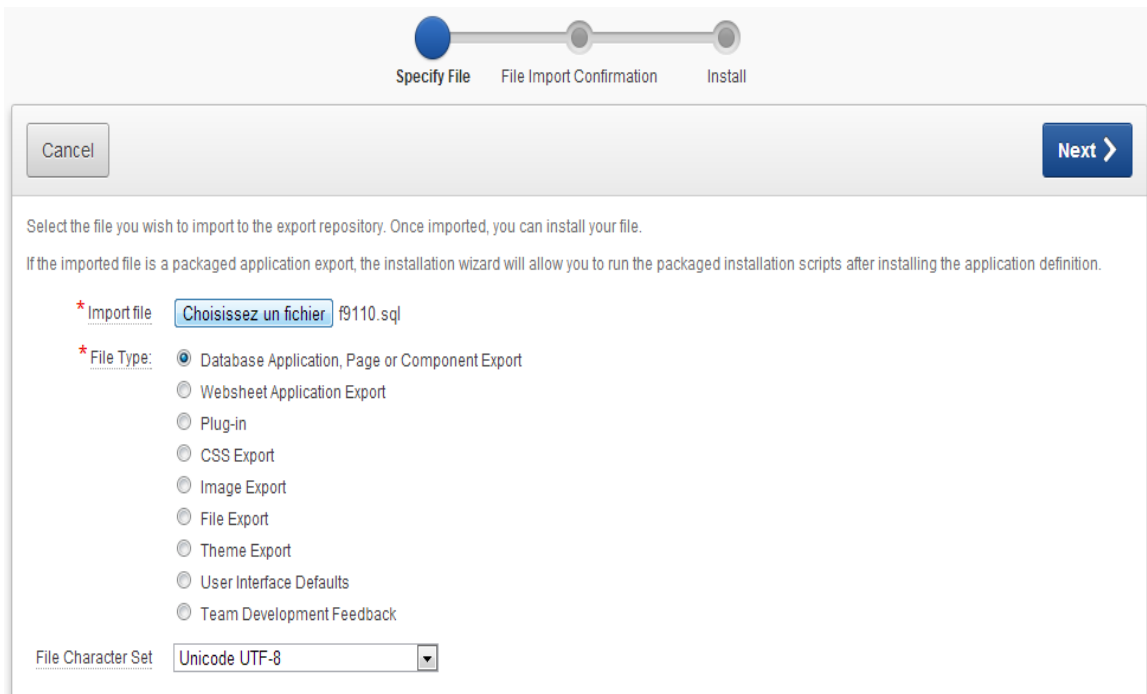 Specify File File Import Confirmation Install
Cancel Next
Select the file you wish to import to the export repository. Once imported, you can install your file.
If the imported file is a packaged application export, the installation wizard will allow you to run the packaged installation scripts after installing the application definition.
* Import file Choisissez un fichier f9110.sql
* File Type: Database Application, Page or Component Export
Websheet Application Export
Plug-in
CSS Export
Image Export
File Export
Theme Export
User Interface Defaults
Team Development Feedback
File Character Set Unicode UTF-8